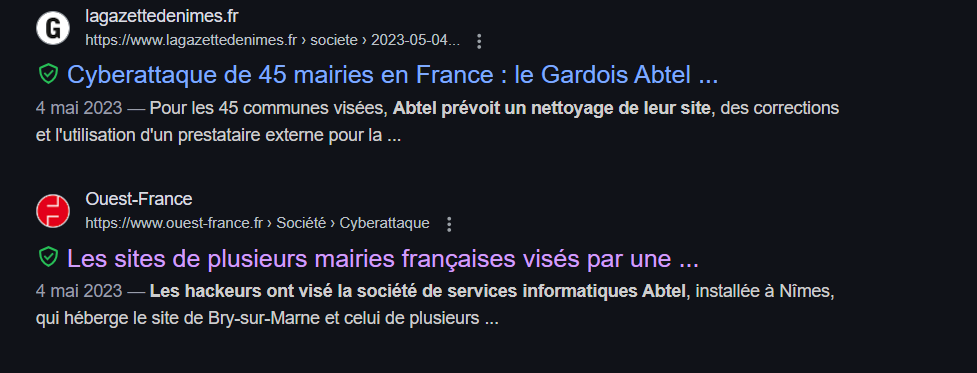 G
lagazettedenimes.fr
https://www.lagazettedenimes.fr › societe › 2023-05-04...
Cyberattaque de 45 mairies en France : le Gardois Abtel ...
4 mai 2023 — Pour les 45 communes visées, Abtel prévoit un nettoyage de leur site, des corrections
et l'utilisation d'un prestataire externe pour la ...
Ouest-France
https://www.ouest-france.fr › Société › Cyberattaque
Les sites de plusieurs mairies françaises visés par une ...
4 mai 2023 — Les hackeurs ont visé la société de services informatiques Abtel, installée à Nîmes,
qui héberge le site de Bry-sur-Marne et celui de plusieurs ...